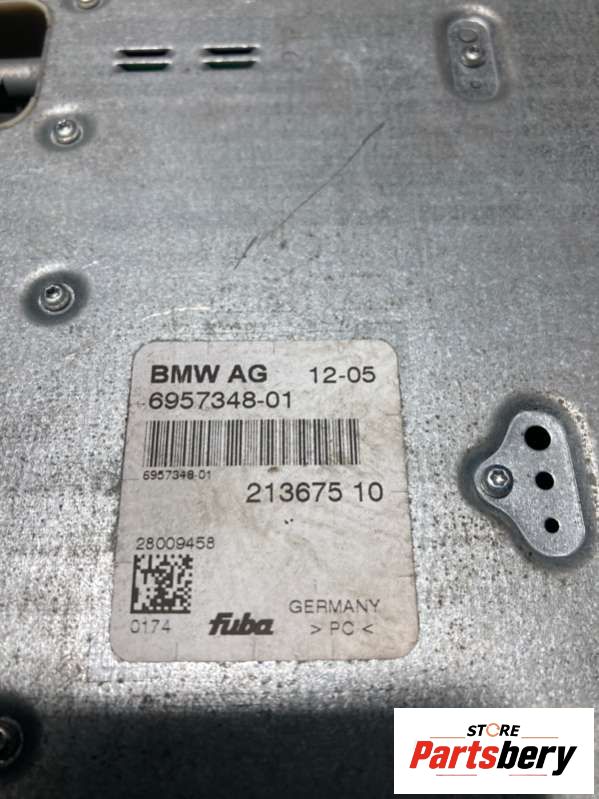 BMW AG 12-05
6957348-01
6957348-01
213675 10
28009458
0174 fuba GERMANY
> PC <
STORE
Partsbery